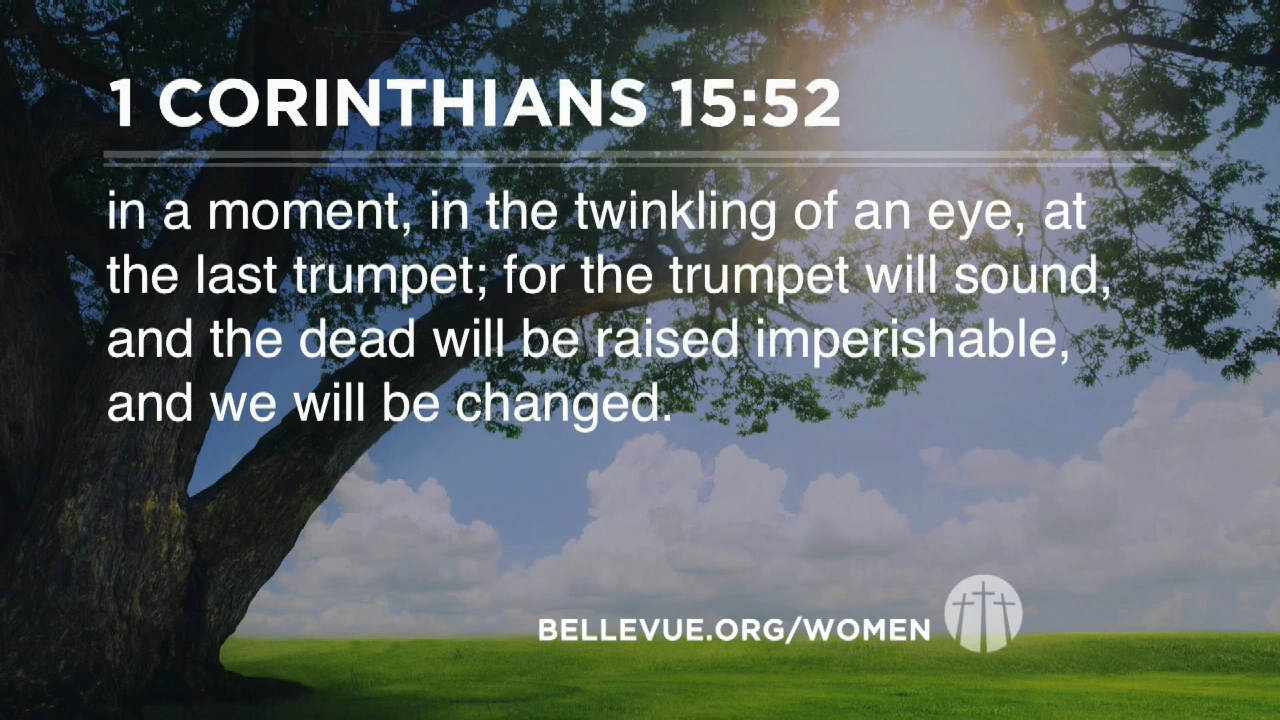 1 CORINTHIANS 15:52
in a moment, in the twinkling of an eye, at
the last trumpet; for the trumpet will sound,
and the dead will be raised imperishable,
and we will be changed.
BELLEVUE.ORG/WOMEN